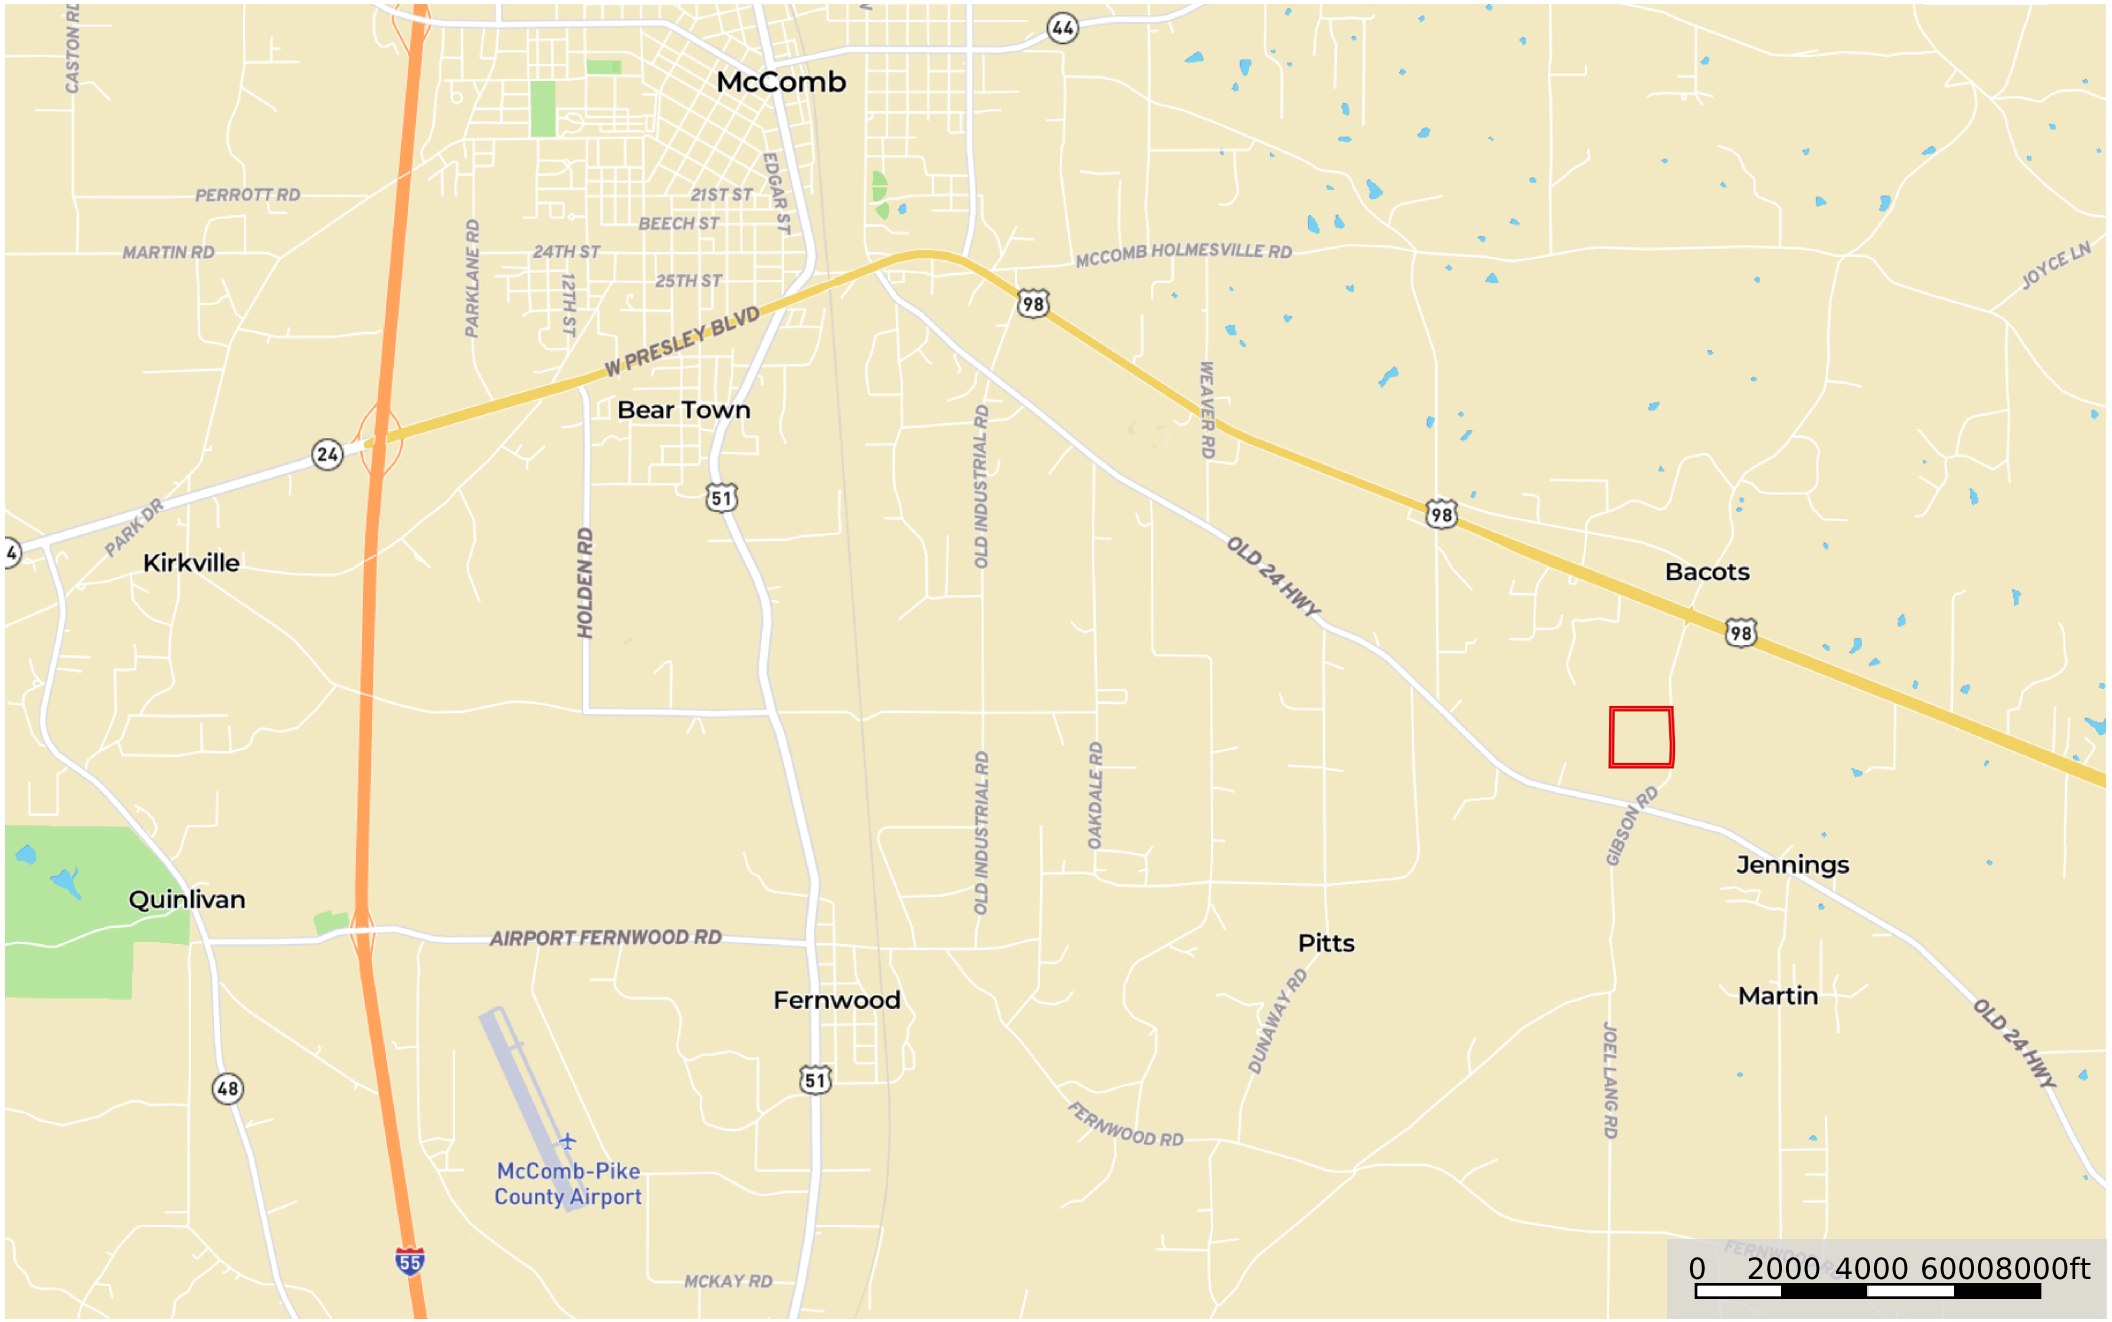 CASTON RD
44
McComb
EDGAR ST
PERROTT RD
21ST ST
BEECH ST
MARTIN RD
PARKLANE RD
24TH ST
12TH ST
25TH ST
MCCOMB HOLMESVILLE RD
JOYCE LN
98
W PRESLEY BLVD
WEAVER RD
Bear Town
OLD INDUSTRIAL RD
24
51
98
PARK DR
4
Kirkville
HOLDEN RD
OLD 24 HWY
Bacots
98
OLD INDUSTRIAL RD
OAKDALE RD
GIBSON RD
Jennings
Quinlivan
AIRPORT FERNWOOD RD
Pitts
Fernwood
DUNAWAY RD
Martin
OLD 24 HWY
JOEL LANG RD
48
51
FERNWOOD RD
McComb-Pike
County Airport
55
MCKAY RD
FERNWOOD RD
0 2000 4000 6000 8000ft